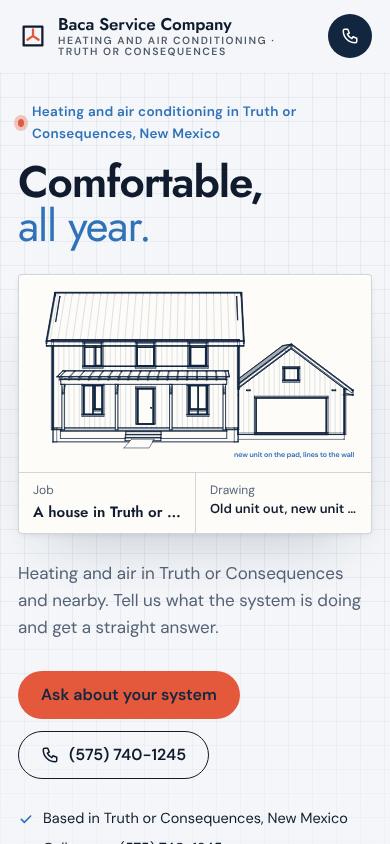 Baca Service Company
HEATING AND AIR CONDITIONING ·
TRUTH OR CONSEQUENCES
Heating and air conditioning in Truth or
Consequences, New Mexico
Comfortable,
all year.
new unit on the pad, lines to the wall
Job
A house in Truth or ...
Drawing
Old unit out, new unit ...
Heating and air in Truth or Consequences
and nearby. Tell us what the system is doing
and get a straight answer.
Ask about your system
(575) 740-1245
Based in Truth or Consequences, New Mexico